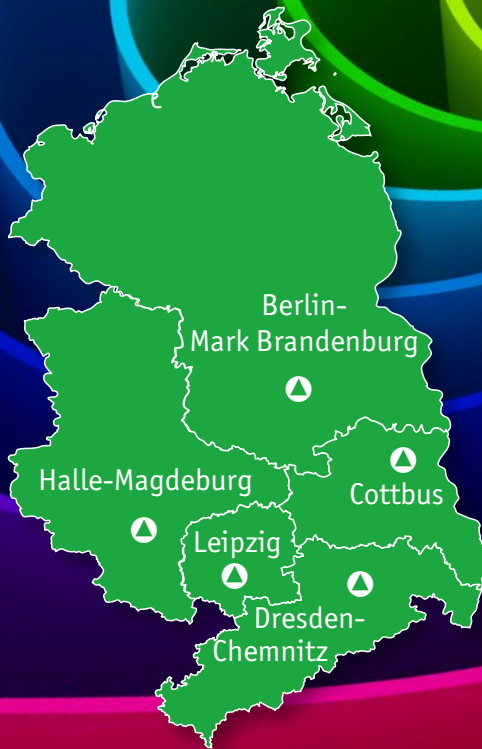 Berlin-
Mark Brandenburg
Halle-Magdeburg
Cottbus
Leipzig
Dresden-
Chemnitz